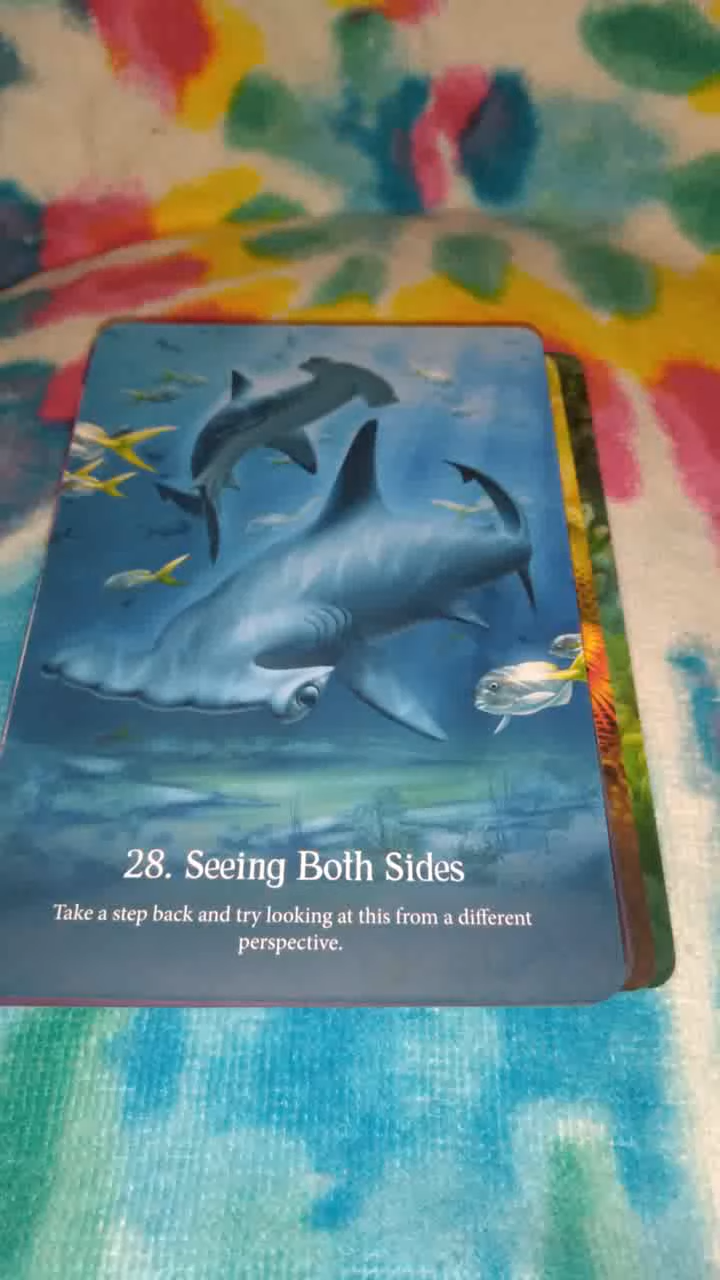 28. Seeing Both Sides
Take a step back and try looking at this from a different
perspective.